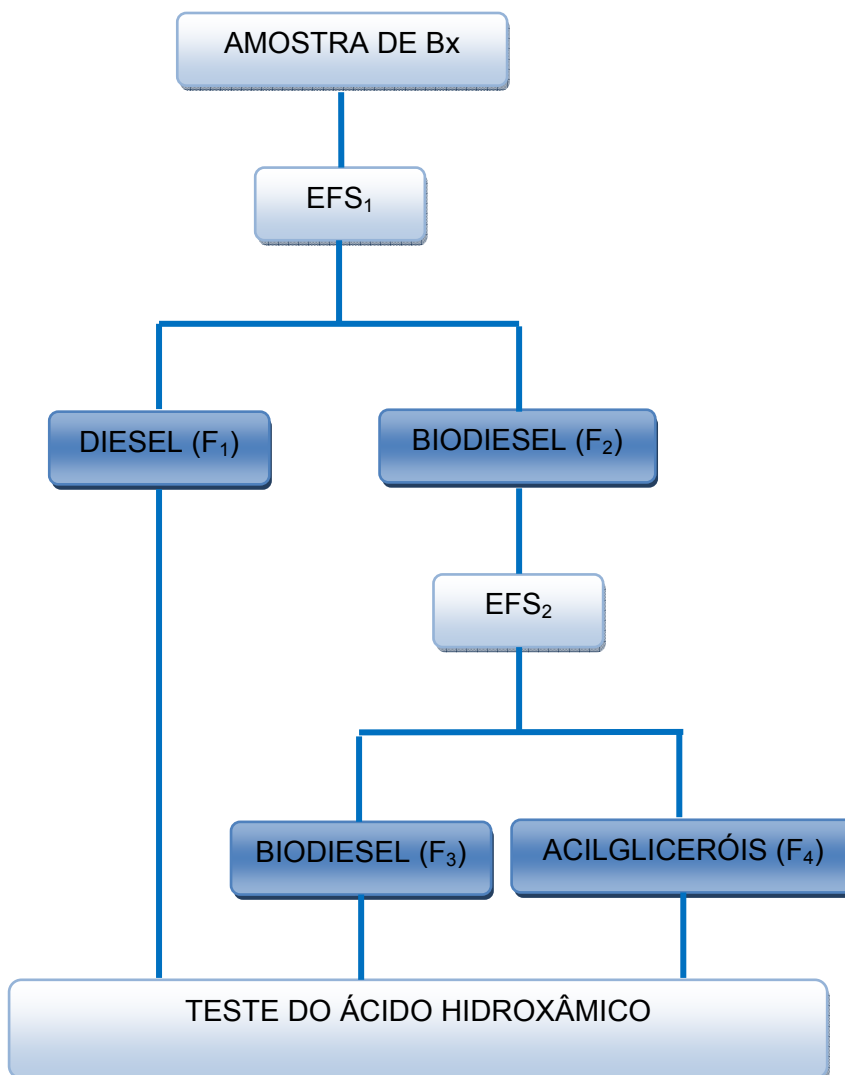 AMOSTRA DE Bx
EFS₁
DIESEL (F₁)
BIODIESEL (F₂)
EFS₂
BIODIESEL (F₃)
ACILGLICERÓIS (F₄)
TESTE DO ÁCIDO HIDROXÂMICO